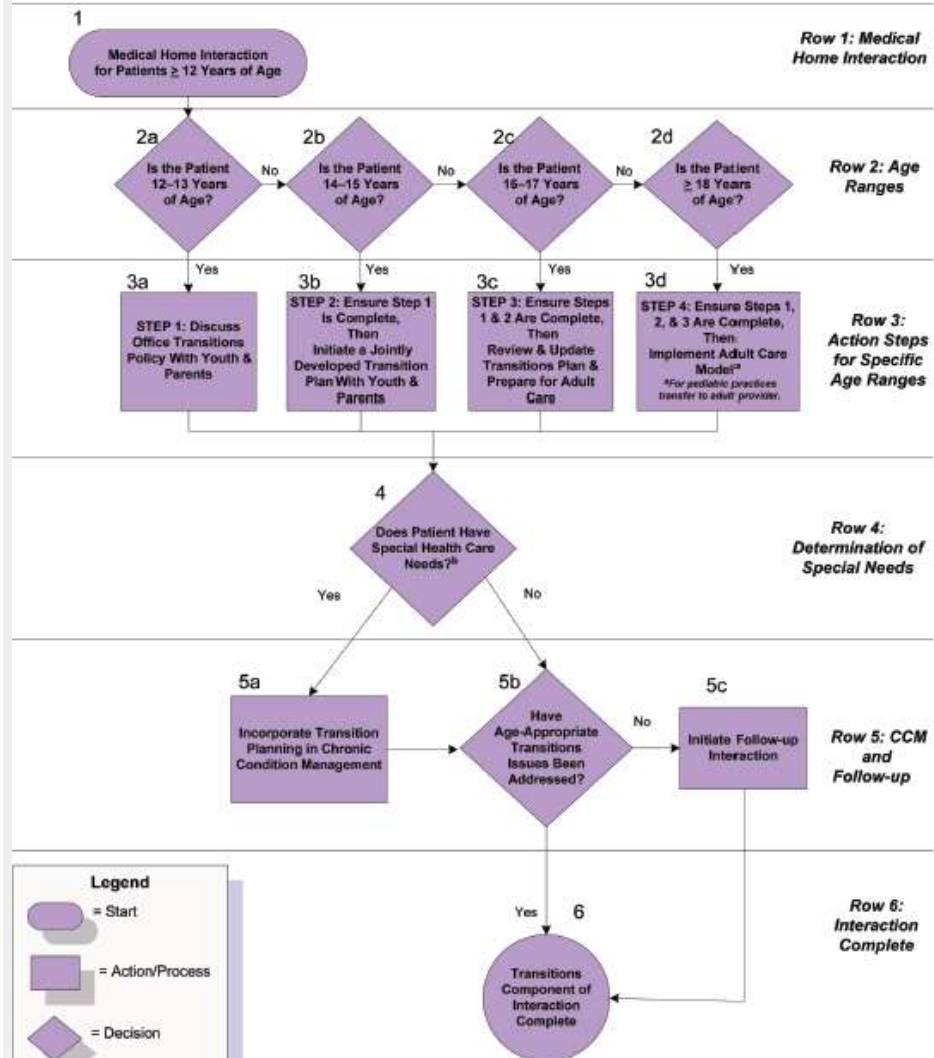 1
Medical Home Interaction
for Patients ≥ 12 Years of Age
Row 1: Medical
Home Interaction
2a
Is the Patient
12–13 Years
of Age?
No
2b
Is the Patient
14–15 Years
of Age?
No
2c
Is the Patient
16–17 Years
of Age?
No
2d
Is the Patient
≥ 18 Years
of Age?
Row 2: Age
Ranges
Yes
Yes
Yes
Yes
3a
STEP 1: Discuss
Office Transitions
Policy With Youth &
Parents
3b
STEP 2: Ensure Step 1
Is Complete,
Then
Initiate a Jointly
Developed Transition
Plan With Youth &
Parents
3c
STEP 3: Ensure Steps
1 & 2 Are Complete,
Then
Review & Update
Transitions Plan &
Prepare for Adult
Care
3d
STEP 4: Ensure Steps 1,
2, & 3 Are Complete,
Then
Implement Adult Care
Modelᵃ
ᵃFor pediatric practices
transfer to adult provider.
Row 3:
Action Steps
for Specific
Age Ranges
4
Does Patient Have
Special Health Care
Needs?ᵇ
Yes
No
Row 4:
Determination of
Special Needs
5a
Incorporate Transition
Planning in Chronic
Condition Management
5b
Have
Age-Appropriate
Transitions
Issues Been
Addressed?
No
5c
Initiate Follow-up
Interaction
Row 5: CCM
and
Follow-up
Yes
6
Transitions
Component of
Interaction
Complete
Row 6:
Interaction
Complete
Legend
= Start
= Action/Process
= Decision